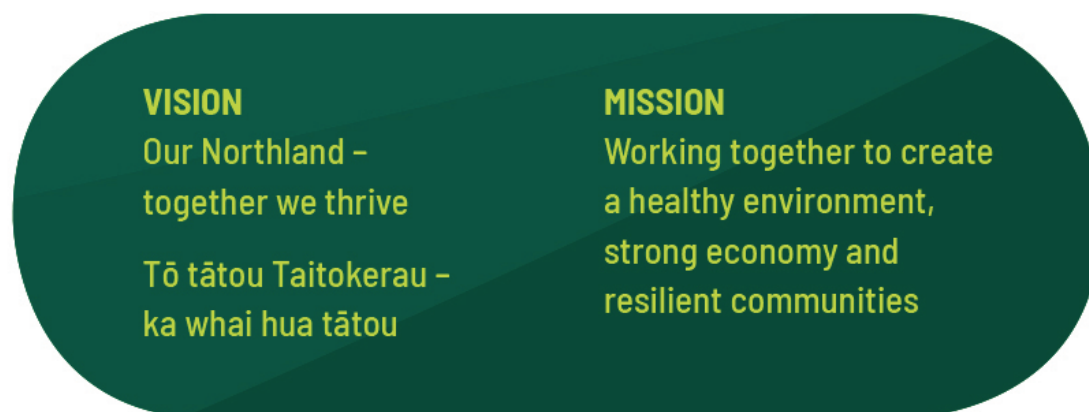 VISION
Our Northland –
together we thrive
Tō tātou Taitokerau –
ka whai hua tātou
MISSION
Working together to create
a healthy environment,
strong economy and
resilient communities